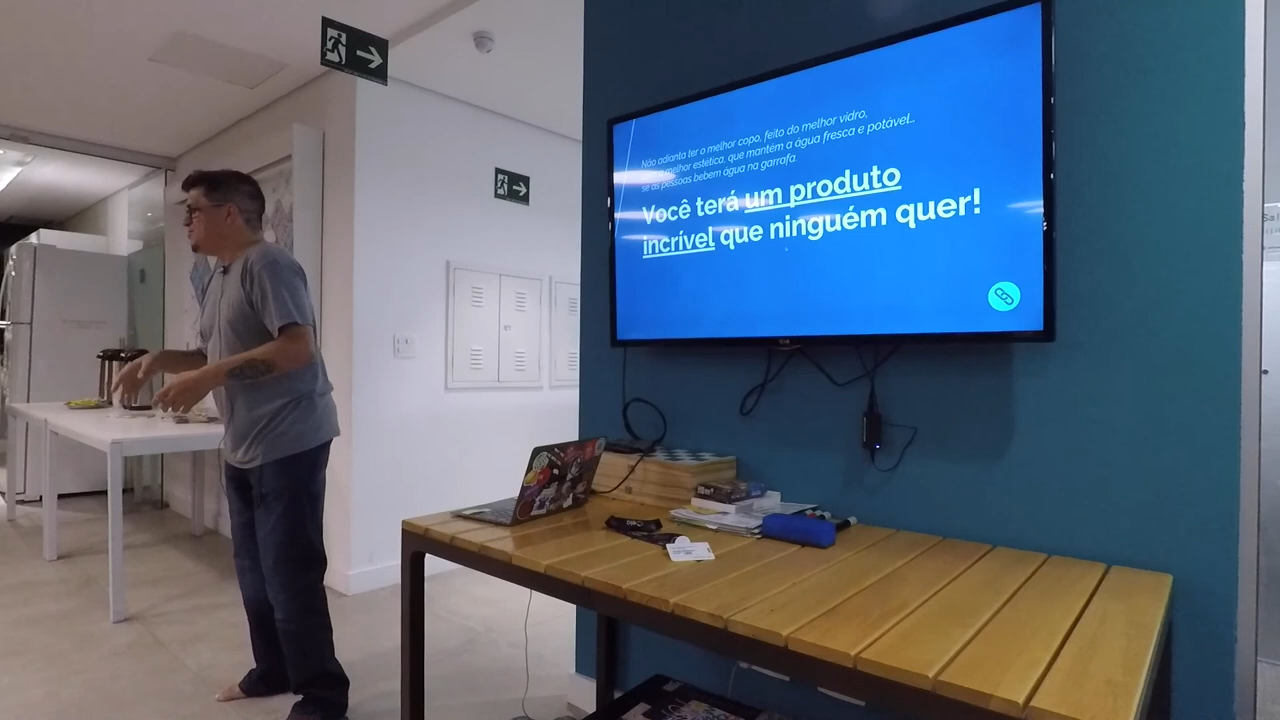 Não adianta ter o melhor copo, feito do melhor vidro,
melhor estética, que mantém a água fresca e potável...
se as pessoas bebem água na garrafa
Você terá um produto
incrível que ninguém quer!